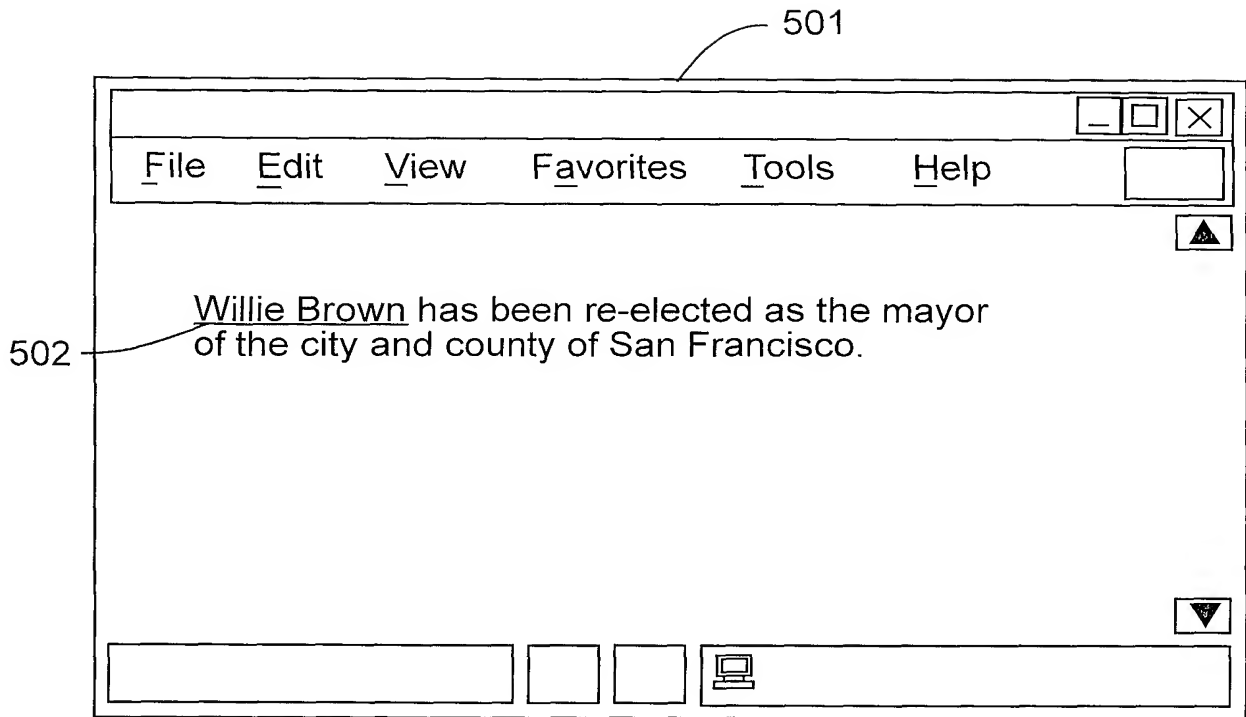 501
File Edit View Favorites Tools Help
Willie Brown has been re-elected as the mayor
502
of the city and county of San Francisco.